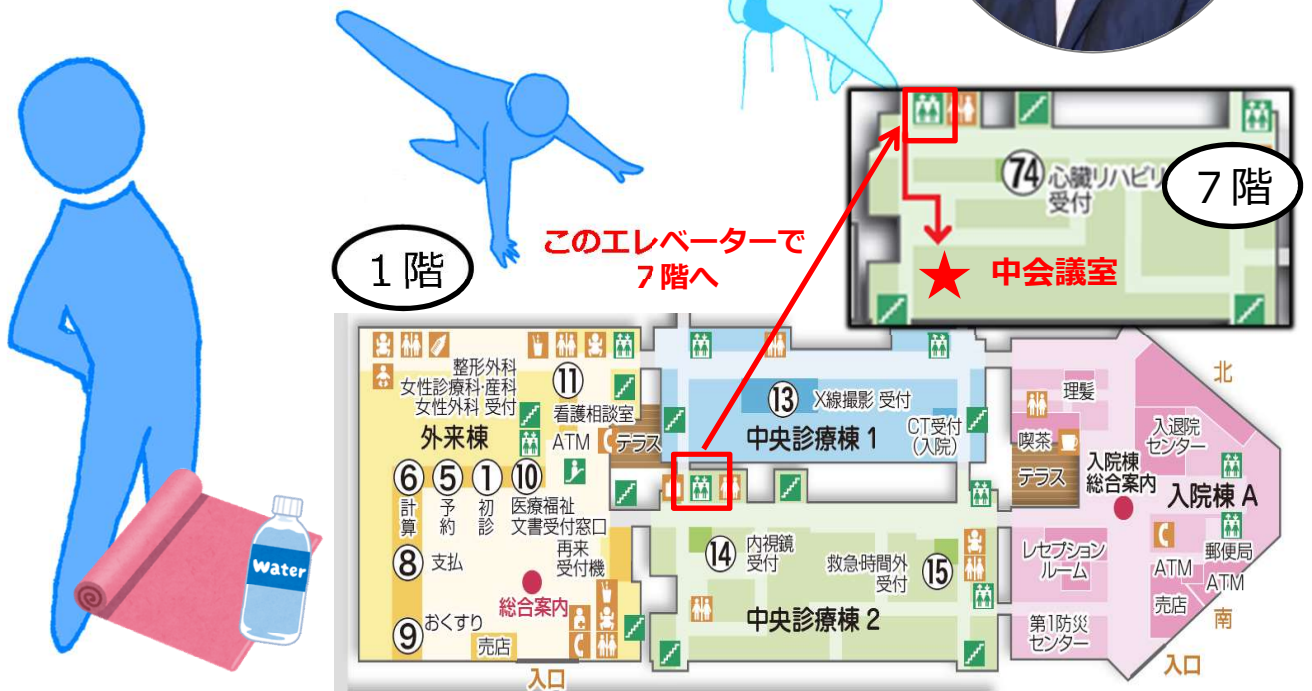 ７４
心臓リハビリ
受付
７階
１階
このエレベーターで
７階へ
★ 中会議室
整形外科
女性診療科・産科
女性外科 受付
⑪
看護相談室
外来棟
ATM
テラス
⑬ X線撮影 受付
中央診療棟 1
CT受付
(入院)
理髪
北
喫茶
テラス
入退院
センター
入院棟
総合案内
入院棟 A
⑥ ⑤ ① ⑩
計算
予約
初診
医療福祉
文書受付窓口
⑧ 支払
再来
受付機
総合案内
⑨ おくすり
売店
入口
⑭ 内視鏡
受付
救急・時間外
受付 ⑮
中央診療棟 2
レセプション
ルーム
第1防災
センター
ATM
郵便局
ATM
売店
南
入口
Water